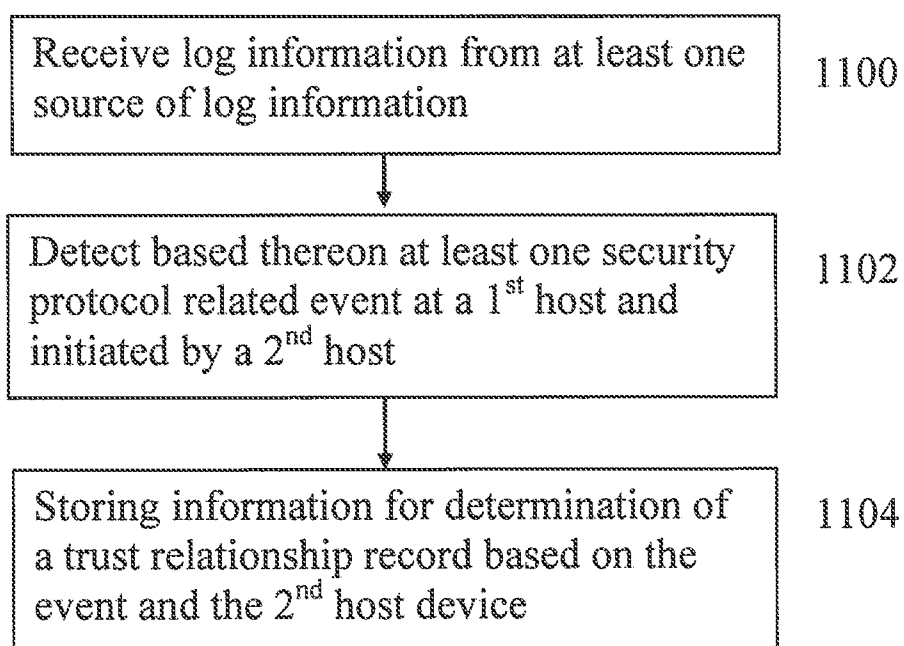 Receive log information from at least one
source of log information
1100
Detect based thereon at least one security
protocol related event at a 1st host and
initiated by a 2nd host
1102
Storing information for determination of
a trust relationship record based on the
event and the 2nd host device
1104